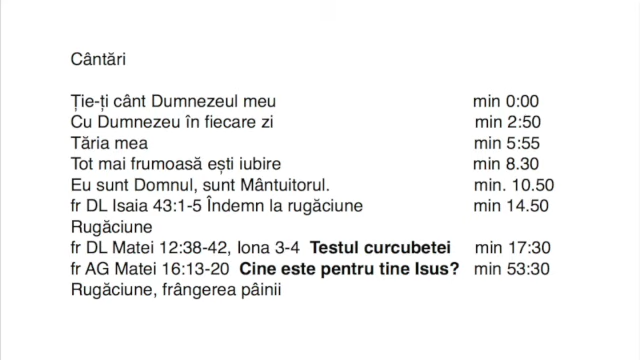 Cântări
Ție-ți cânt Dumnezeul meu min 0:00
Cu Dumnezeu în fiecare zi min 2:50
Tăria mea min 5:55
Tot mai frumoasă ești iubire min 8.30
Eu sunt Domnul, sunt Mântuitorul. min. 10.50
fr DL Isaia 43:1-5 Îndemn la rugăciune min 14.50
Rugăciune
fr DL Matei 12:38-42, Iona 3-4 Testul curcubetei min 17:30
fr AG Matei 16:13-20 Cine este pentru tine Isus? min 53:30
Rugăciune, frângerea pâinii